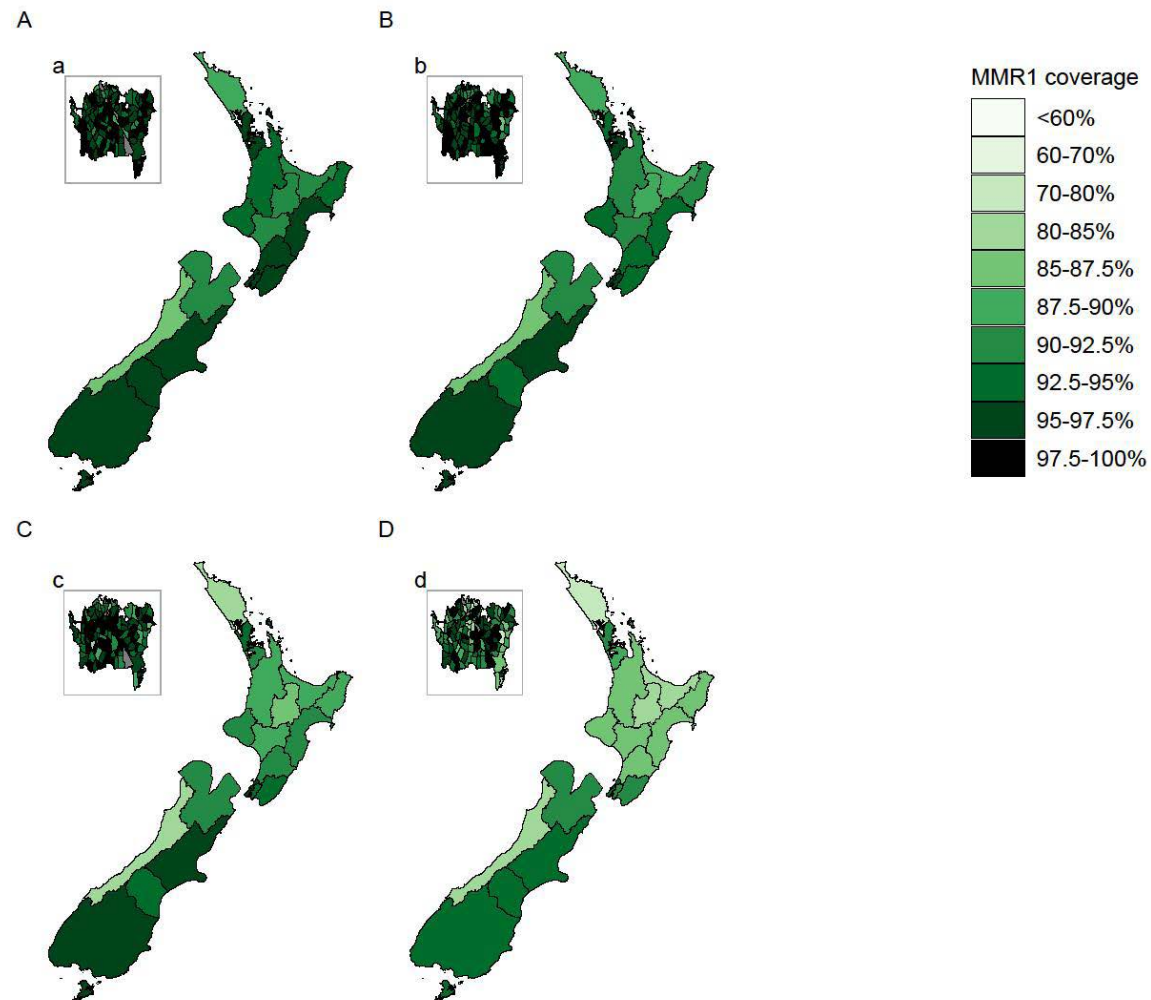 A
B
a
b
MMR1 coverage
<60%
60-70%
70-80%
80-85%
85-87.5%
87.5-90%
90-92.5%
92.5-95%
95-97.5%
97.5-100%
C
D
c
d